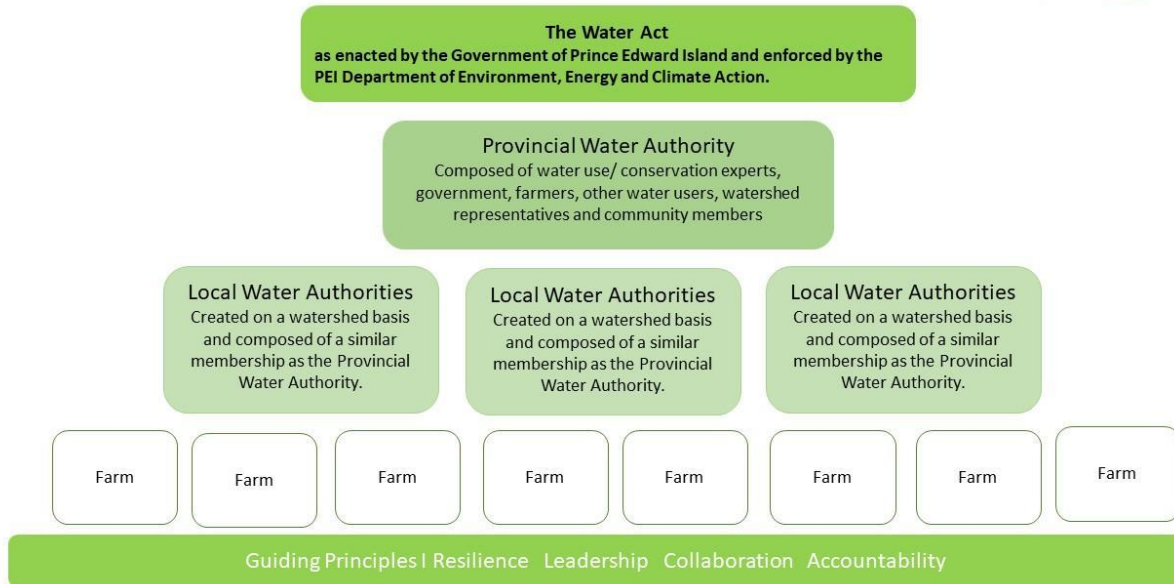 The Water Act
as enacted by the Government of Prince Edward Island and enforced by the
PEI Department of Environment, Energy and Climate Action.
Provincial Water Authority
Composed of water use/ conservation experts,
government, farmers, other water users, watershed
representatives and community members
Local Water Authorities
Created on a watershed basis
and composed of a similar
membership as the Provincial
Water Authority.
Local Water Authorities
Created on a watershed basis
and composed of a similar
membership as the Provincial
Water Authority.
Local Water Authorities
Created on a watershed basis
and composed of a similar
membership as the Provincial
Water Authority.
Farm
Farm
Farm
Farm
Farm
Farm
Farm
Farm
Guiding Principles I Resilience Leadership Collaboration Accountability